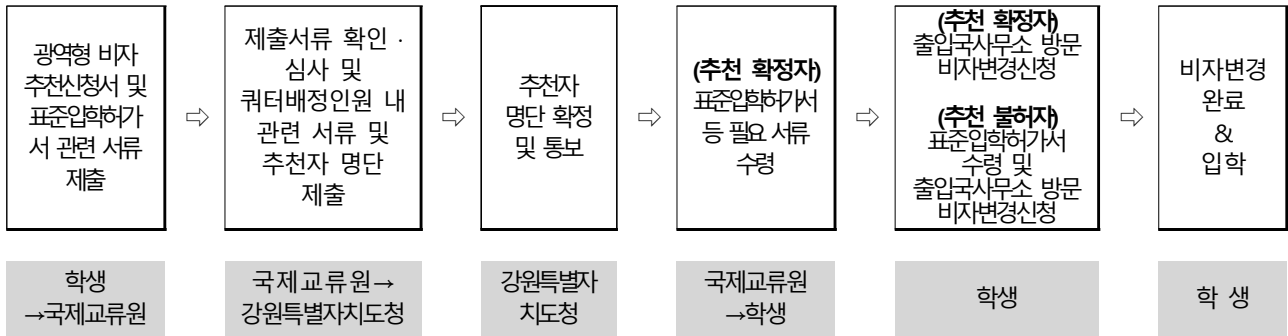 광역형 비자
추천신청서 및
표준입학허가
서 관련 서류
제출
⇨
제출서류 확인 ·
심사 및
쿼터배정인원 내
관련 서류 및
추천자 명단
제출
⇨
추천자
명단 확정
및 통보
⇨
(추천 확정자)
표준입학허가서
등 필요 서류
수령
⇨
(추천 확정자)
출입국사무소 방문
비자변경신청
(추천 불허자)
표준입학허가서
수령 및
출입국사무소 방문
비자변경신청
⇨
비자변경
완료
&
입학
학생
→국제교류원
국제교류원→
강원특별자치도청
강원특별자
치도청
국제교류원
→학생
학생
학 생